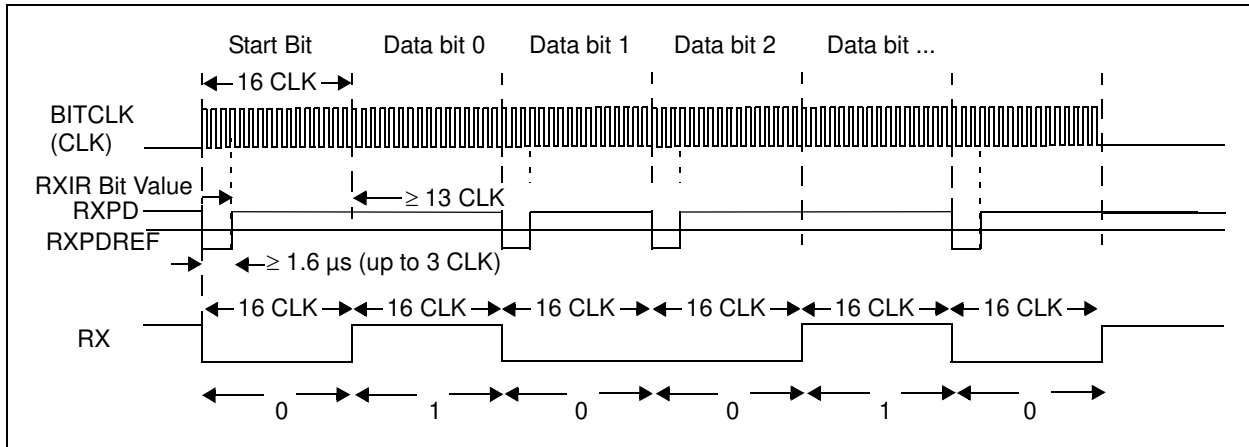 Start Bit Data bit 0 Data bit 1 Data bit 2 Data bit ...
16 CLK
BITCLK
(CLK)
RXIR Bit Value
≥ 13 CLK
RXPD
RXPDREF
≥ 1.6 µs (up to 3 CLK)
16 CLK 16 CLK 16 CLK 16 CLK 16 CLK 16 CLK
RX
0 1 0 0 1 0